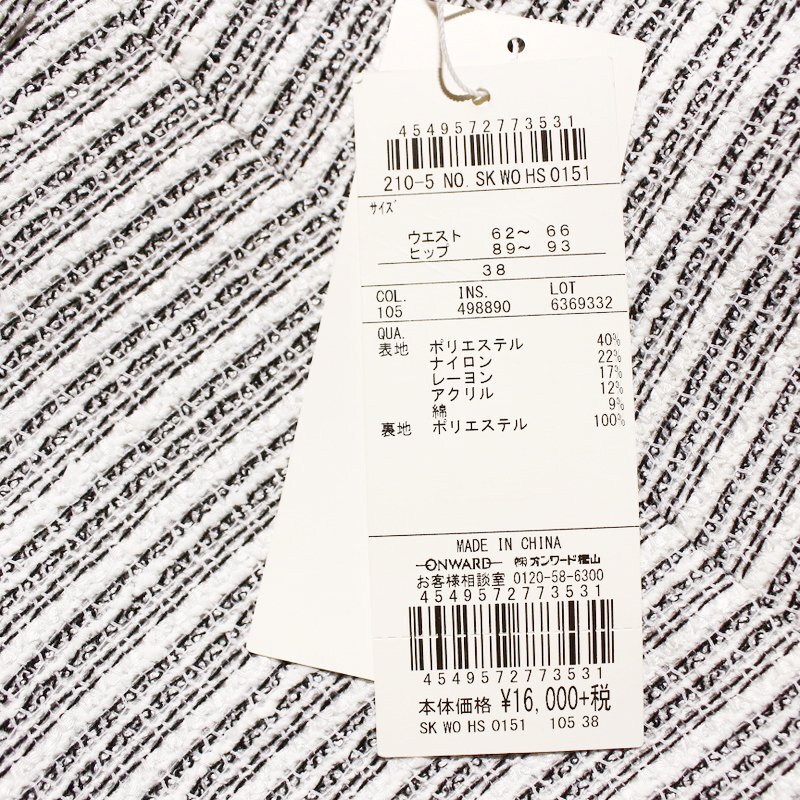 4549572773531
210-5 NO. SK WO HS 0151
サイズ
ウエスト 62～ 66
ヒップ 89～ 93
38
COL. INS. LOT
105 498890 6369332
QUA.
表地 ポリエステル 40%
ナイロン 22%
レーヨン 17%
アクリル 12%
綿 9%
裏地 ポリエステル 100%
MADE IN CHINA
ONWARD ㈱オンワード樫山
お客様相談室 0120-58-6300
4549572773531
4549572773531
本体価格 ¥16,000+税
SK WO HS 0151 105 38